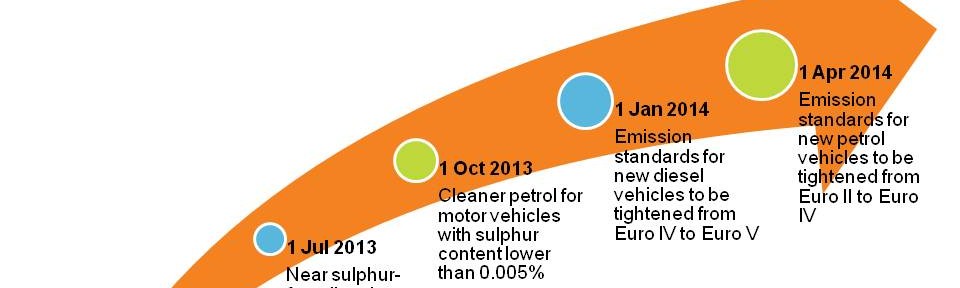 1 Apr 2014
Emission
standards for
new petrol
vehicles to be
tightened from
Euro II to Euro
IV
1 Jan 2014
Emission
standards for
new diesel
vehicles to be
tightened from
Euro IV to Euro V
1 Oct 2013
Cleaner petrol for
motor vehicles
with sulphur
content lower
than 0.005%
1 Jul 2013
Near sulphur-